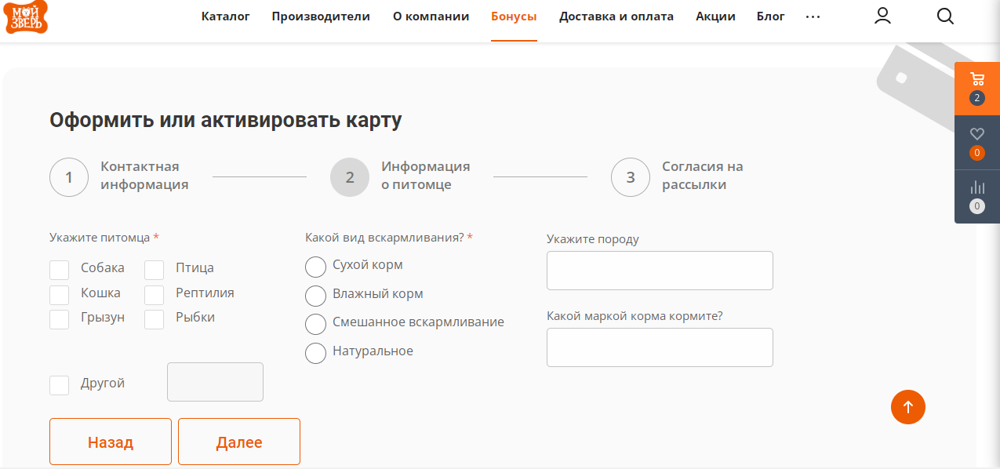 МОЙ
ЗВЕРЬ
Каталог Производители О компании Бонусы Доставка и оплата Акции Блог ...
2
0
0
Оформить или активировать карту
1 Контактная информация
2 Информация о питомце
3 Согласия на рассылки
Укажите питомца *
Собака
Птица
Кошка
Рептилия
Грызун
Рыбки
Другой
Какой вид вскармливания? *
Сухой корм
Влажный корм
Смешанное вскармливание
Натуральное
Укажите породу
Какой маркой корма кормите?
Назад
Далее